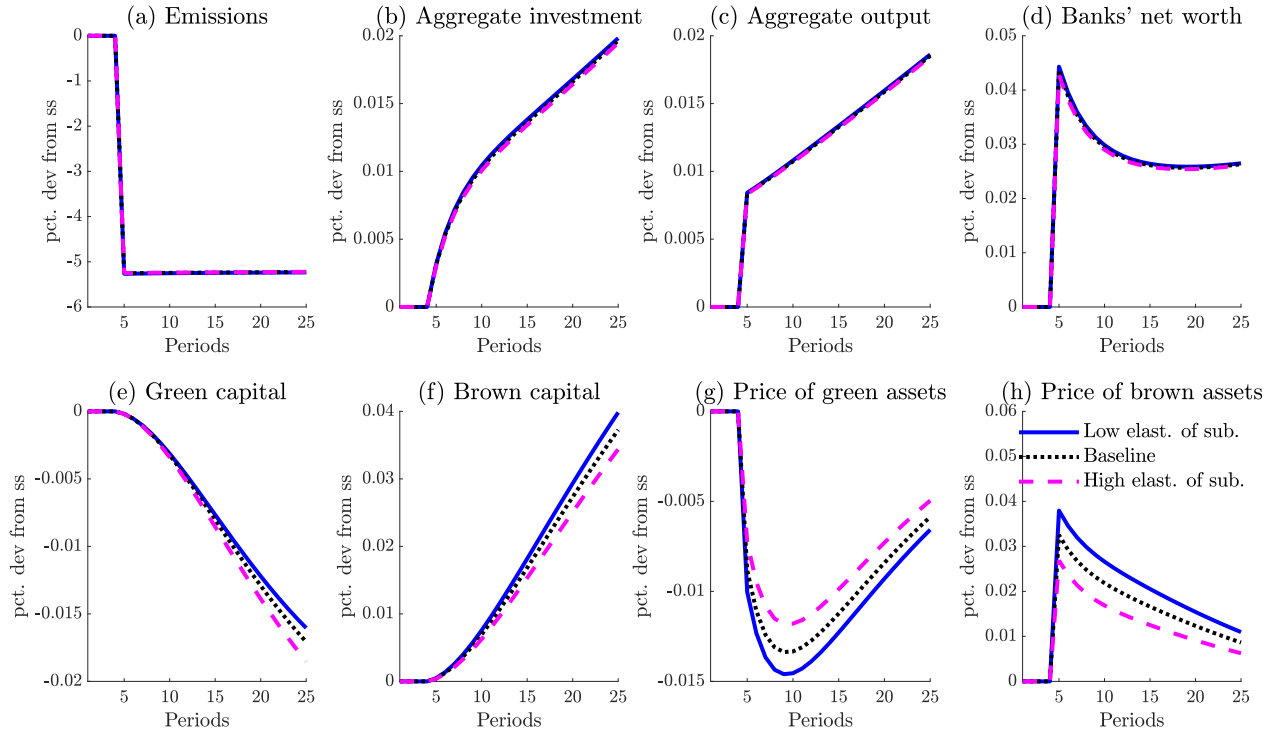 (a) Emissions
(b) Aggregate investment
(c) Aggregate output
(d) Banks' net worth
pct. dev from ss
0
-1
-2
-3
-4
-5
-6
5 10 15 20 25
Periods
pct. dev from ss
0.02
0.015
0.01
0.005
0
5 10 15 20 25
Periods
pct. dev from ss
0.02
0.015
0.01
0.005
0
5 10 15 20 25
Periods
pct. dev from ss
0.05
0.04
0.03
0.02
0.01
0
5 10 15 20 25
Periods
(e) Green capital
(f) Brown capital
(g) Price of green assets
(h) Price of brown assets
pct. dev from ss
0
-0.005
-0.01
-0.015
-0.02
5 10 15 20 25
Periods
pct. dev from ss
0.04
0.03
0.02
0.01
0
5 10 15 20 25
Periods
pct. dev from ss
0
-0.005
-0.01
-0.015
5 10 15 20 25
Periods
pct. dev from ss
0.06
0.05
0.04
0.03
0.02
0.01
0
5 10 15 20 25
Periods
Low elast. of sub.
Baseline
High elast. of sub.